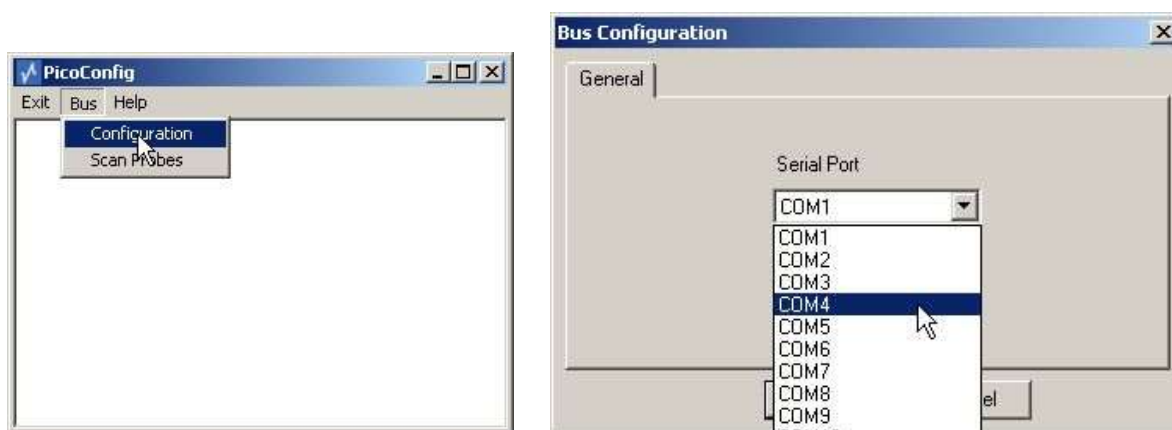 PicoConfig
Exit Bus Help
Configuration
Scan Probes
Bus Configuration
General
Serial Port
COM1
COM1
COM2
COM3
COM4
COM5
COM6
COM7
COM8
COM9
el